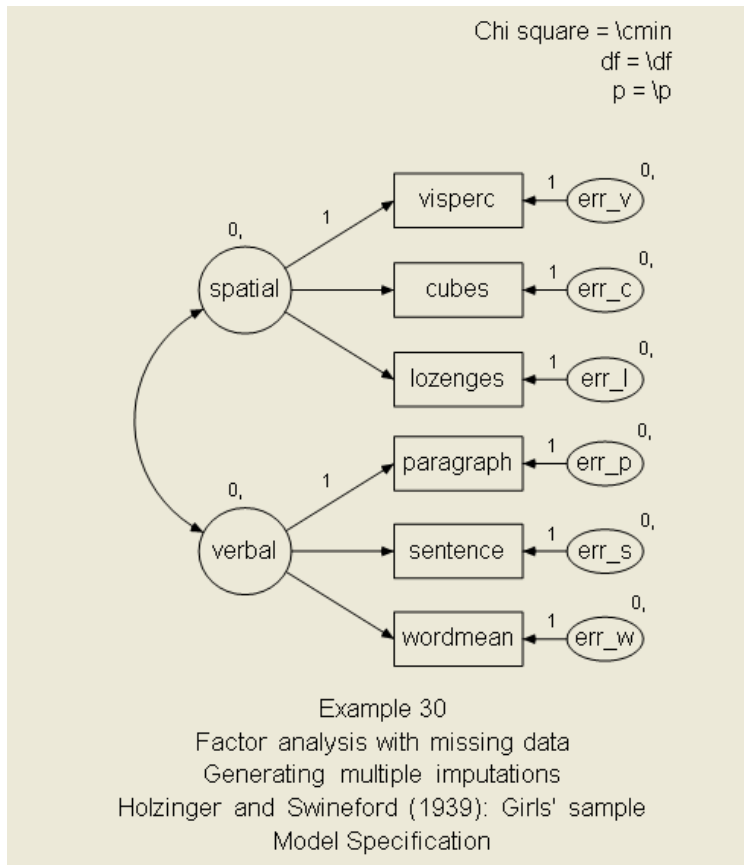 Chi square = \cmin
df = \df
p = \p
0,
1
visperc
1
err_v
0,
spatial
cubes
1
err_c
0,
lozenges
1
err_l
0,
0,
1
paragraph
1
err_p
0,
verbal
sentence
1
err_s
0,
wordmean
1
err_w
0,
Example 30
Factor analysis with missing data
Generating multiple imputations
Holzinger and Swineford (1939): Girls' sample
Model Specification